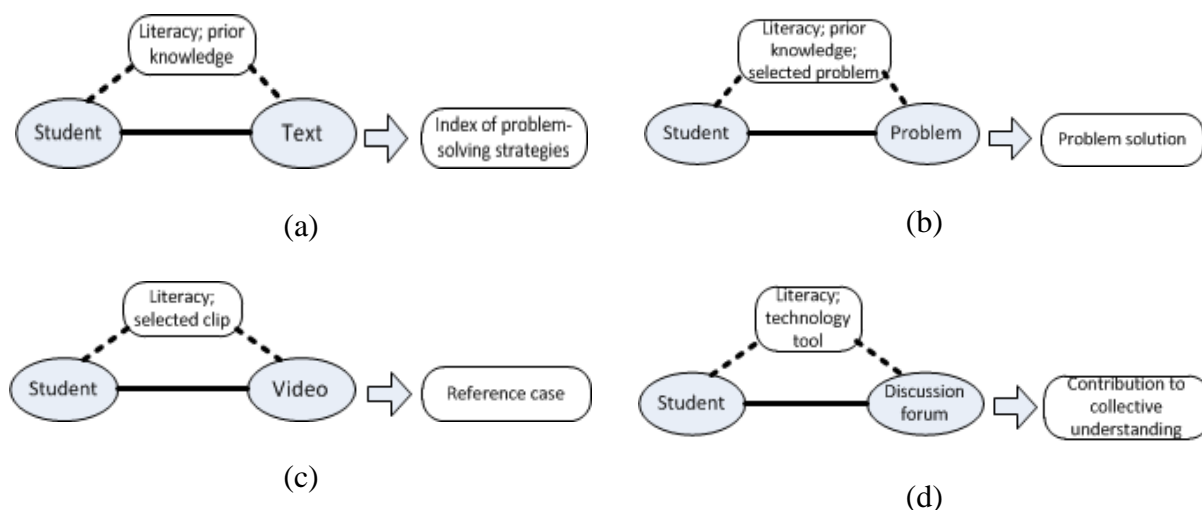 Literacy; prior
knowledge
Student
Text
Index of problem-
solving strategies
(a)
Literacy; prior
knowledge;
selected problem
Student
Problem
Problem solution
(b)
Literacy;
selected clip
Student
Video
Reference case
(c)
Literacy;
technology
tool
Student
Discussion
forum
Contribution to
collective
understanding
(d)